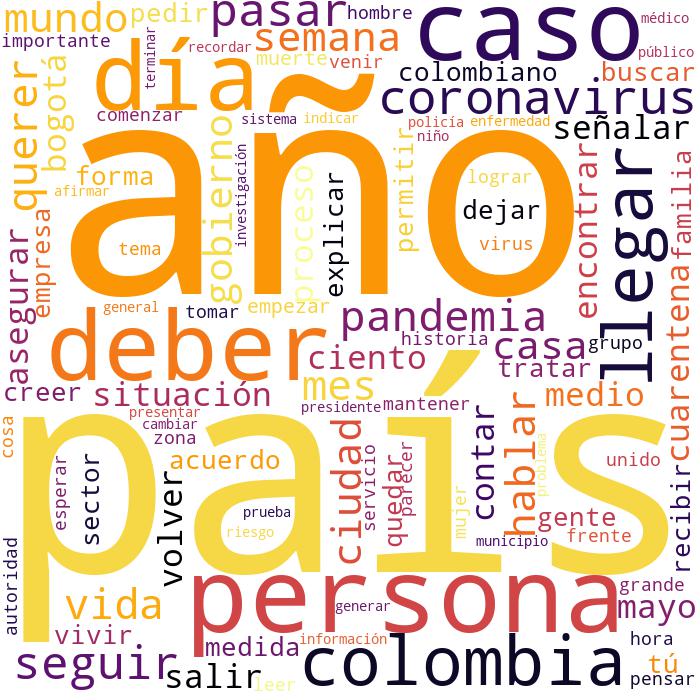 mundo
pedir
pasar
hombre
caso
médico
importante
terminar
recordar
semana
público
día
muerte
venir
colombiano
buscar
querer
bogotá
coronavirus
comenzar
sistema
indicar
policía
enfermedad
señalar
niño
año
forma
afirmar
gobierno
investigación
proceso
explicar
permitir
lograr
dejar
encontrar
llegar
familia
tema
virus
empresa
asegurar
general
tomar
empezar
pandemia
historia
casa
grupo
deber
ciento
tratar
cuarentena
creer
situación
mes
presidente
mantener
medio
presentar
cambiar
cosa
zona
país
acuerdo
ciudad
servicio
quedar
parecer
contar
hablar
problema
unido
esperar
sector
volver
prueba
riesgo
mujer
gente
frente
recibir
municipio
autoridad
persona
grande
vida
generar
mayo
vivir
medida
información
colombia
hora
seguir
salir
leer
tú
pensar